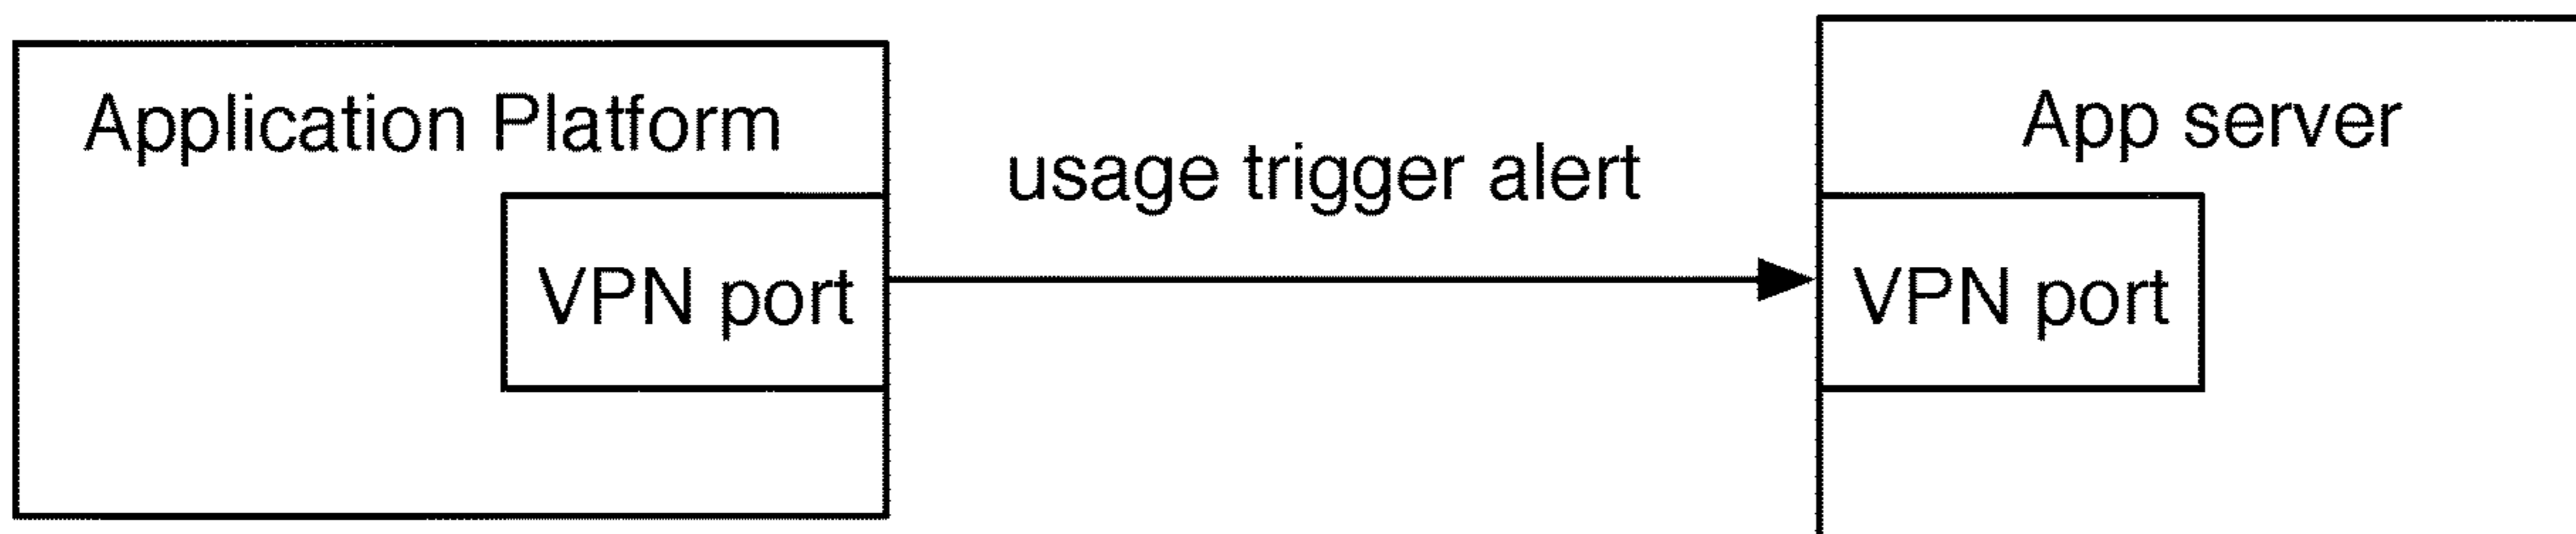 Application Platform
VPN port
usage trigger alert
App server
VPN port